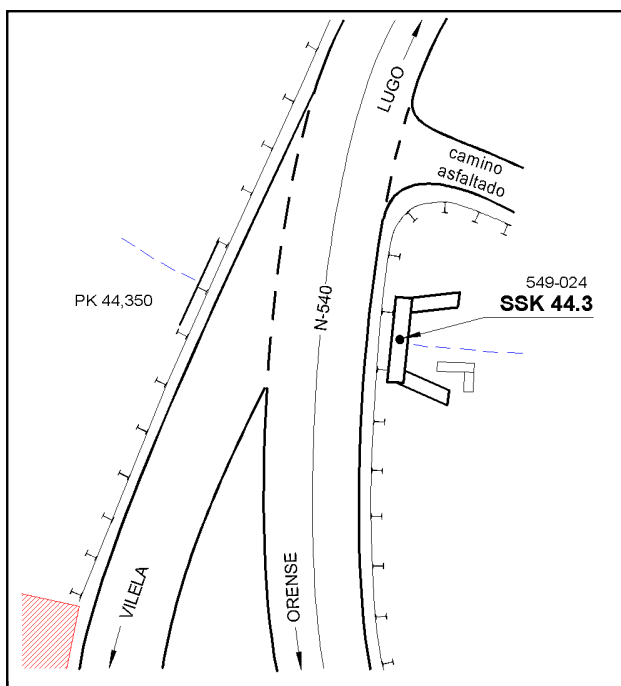 LUGO
camino
asfaltado
549-024
SSK 44.3
PK 44,350
N-540
VILELA
ORENSE